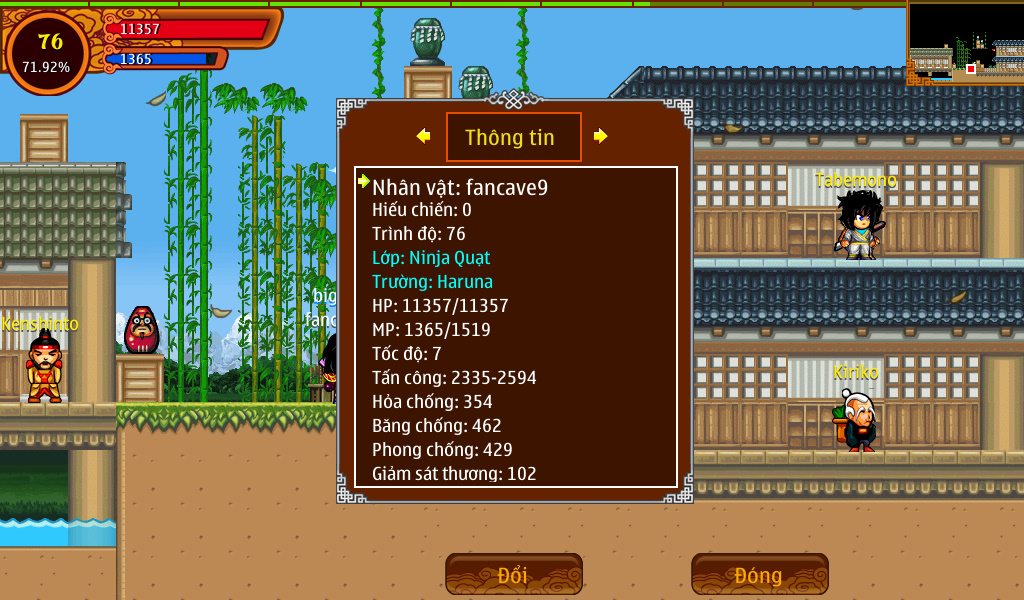 76
71.92%
11357
1365
Thông tin
Nhân vật: fancave9
Hiếu chiến: 0
Trình độ: 76
Lớp: Ninja Quạt
Trường: Haruna
HP: 11357/11357
MP: 1365/1519
Tốc độ: 7
Tấn công: 2335-2594
Hỏa chống: 354
Băng chống: 462
Phong chống: 429
Giảm sát thương: 102
Tabemono
Kenshinto
big
fanc
Kiriko
Đổi
Đóng